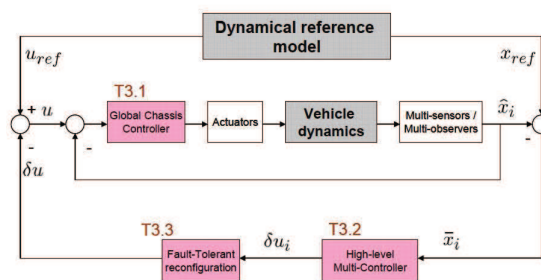 Dynamical reference
model
u_ref
x_ref
T3.1
+ u
Global Chassis
Controller
Actuators
Vehicle
dynamics
Multi-sensors /
Multi-observers
x̂_i
-
-
-
δu
T3.3
T3.2
Fault-Tolerant
reconfiguration
δu_i
High-level
Multi-Controller
x̄_i